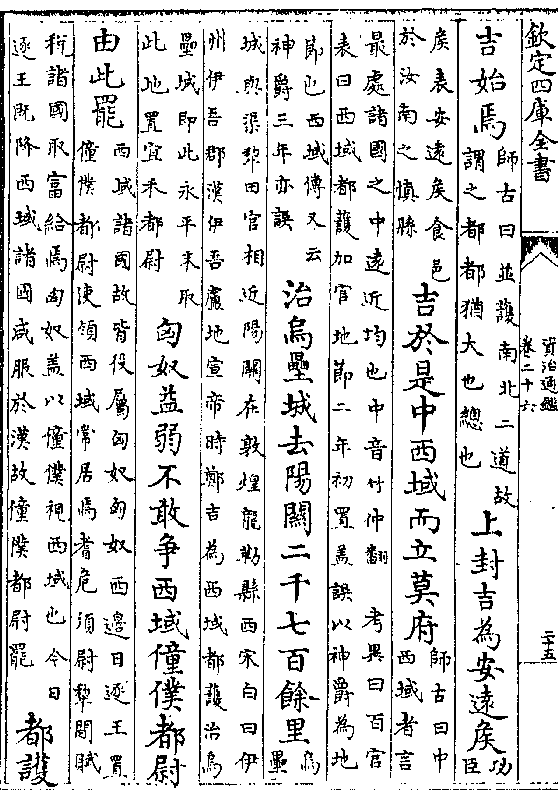 欽定四庫全書
資治通鑑
卷二十六
二十五
吉始焉師古曰並護南北二道故
謂之都都猶大也總也上封吉為安遠侯功臣
侯表安遠侯食邑
於汝南之慎縣吉於是中西域而立莫府師古曰中
西域者言
最處諸國之中遠近均也中音竹仲翻 考異曰百官
表曰西域都護加官地節二年初置蓋誤以神爵為地
節也西域傳又云
神爵三年亦誤治烏壘城去陽關二千七百餘里烏壘
城與渠犂田官相近陽關在敦煌龍勒縣西宋白曰伊
州伊吾郡漢伊吾盧地宣帝時鄭吉為西域都護治烏
壘城即此永平末取
此地置宜禾都尉匈奴益弱不敢爭西域僮僕都尉
由此罷西域諸國故皆役屬匈奴匈奴西邊日逐王置
僮僕都尉使領西域常居焉耆危須尉犂間賦
稅諸國取富給焉匈奴蓋以僮僕視西域也今日
逐王既降西域諸國咸服於漢故僮僕都尉罷都護